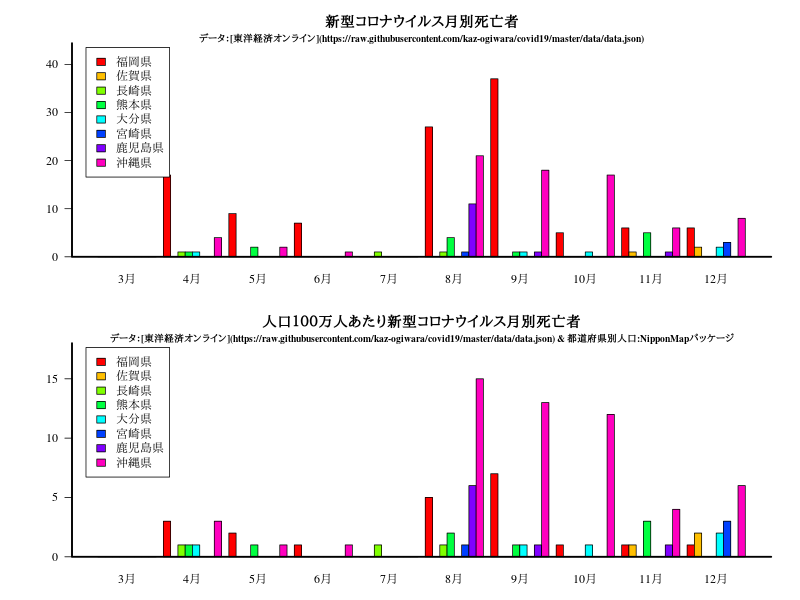 新型コロナウイルス月別死亡者
データ:[東洋経済オンライン](https://raw.githubusercontent.com/kaz-ogiwara/covid19/master/data/data.json)
福岡県
佐賀県
長崎県
熊本県
大分県
宮崎県
鹿児島県
沖縄県
40
30
20
10
0
3月 4月 5月 6月 7月 8月 9月 10月 11月 12月
人口100万人あたり新型コロナウイルス月別死亡者
データ:[東洋経済オンライン](https://raw.githubusercontent.com/kaz-ogiwara/covid19/master/data/data.json) & 都道府県別人口:NipponMapパッケージ
福岡県
佐賀県
長崎県
熊本県
大分県
宮崎県
鹿児島県
沖縄県
15
10
5
0
3月 4月 5月 6月 7月 8月 9月 10月 11月 12月